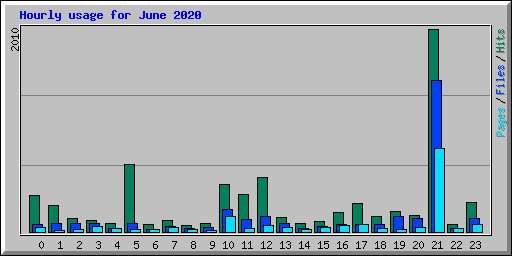 Hourly usage for June 2020
2010
Pages / Files / Hits
0 1 2 3 4 5 6 7 8 9 10 11 12 13 14 15 16 17 18 19 20 21 22 23